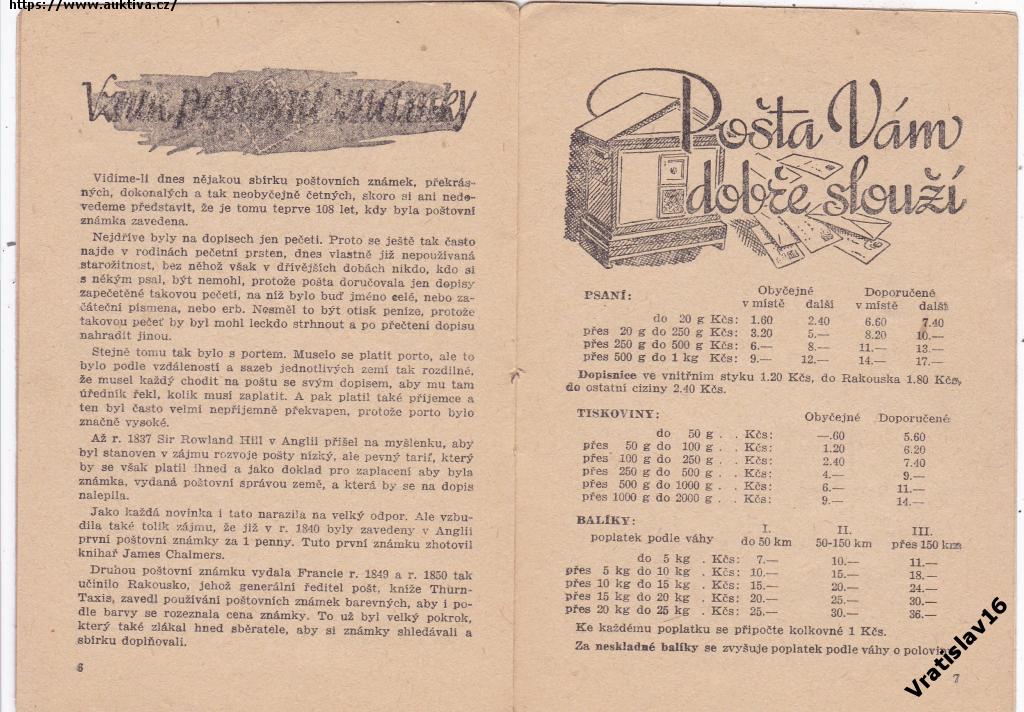 https://www.auktiva.cz/
Vznik poštovní známky
Vidíme-li dnes nějakou sbírku poštovních známek, překrás-
ných, dokonalých a tak neobyčejně četných, skoro si ani nedo-
vedeme představit, že je tomu teprve 108 let, kdy byla poštovní
známka zavedena.
Nejdříve byly na dopisech jen pečeti. Proto se ještě tak často
najde v rodinách pečetní prsten, dnes vlastně již nepoužívaná
starožitnost, bez něhož však v dřívějších dobách nikdo, kdo si
s někým psal, být nemohl, protože pošta doručovala jen dopisy
zapečetěné takovou pečetí, na níž bylo buď jméno celé, nebo za-
čáteční písmena, nebo erb. Nesměl to být otisk peníze, protože
takovou pečeť by byl mohl leckdo strhnout a po přečtení dopisu
nahradit jinou.
Stejně tomu tak bylo s portem. Muselo se platit porto, ale to
bylo podle vzdálenosti a sazeb jednotlivých zemí tak rozdílné,
že musel každý chodit na poštu se svým dopisem, aby mu tam
úředník řekl, kolik musí zaplatit. A pak platil také příjemce a
ten byl často velmi nepříjemně překvapen, protože porto bylo
značně vysoké.
Až r. 1837 Sir Rowland Hill v Anglii přišel na myšlenku, aby
byl stanoven v zájmu rozvoje pošty nízký, ale pevný tarif, který
by se však platil ihned a jako doklad pro zaplacení aby byla
známka, vydaná poštovní správou země, a která by se na dopis
nalepila.
Jako každá novinka i tato narazila na velký odpor. Ale vzbu-
dila také tolik zájmu, že již v r. 1840 byly zavedeny v Anglii
první poštovní známky za 1 penny. Tuto první známku zhotovil
knihař James Chalmers.
Druhou poštovní známku vydala Francie r. 1849 a r. 1850 tak
učinilo Rakousko, jehož generální ředitel pošt, kníže Thurn-
Taxis, zavedl používání poštovních známek barevných, aby i po-
dle barvy se rozeznala cena známky. To už byl velký pokrok,
který také zlákal hned sběratele, aby si známky shledávali a
sbírku doplňovali.
6
Pošta Vám
dobře slouží
PSANÍ: Obyčejné Doporučené
v místě další v místě další
do 20 g Kčs: 1.60 2.40 6.60 7.40
přes 20 g do 250 g Kčs: 3.20 5.— 8.20 10.—
přes 250 g do 500 g Kčs: 6.— 8.— 11.— 13.—
přes 500 g do 1 kg Kčs: 9.— 12.— 14.— 17.—
Dopisnice ve vnitřním styku 1.20 Kčs, do Rakouska 1.80 Kčs,
do ostatní ciziny 2.40 Kčs.
TISKOVINY: Obyčejné Doporučené
do 50 g . . Kčs: —.60 5.60
přes 50 g do 100 g . Kčs: 1.20 6.20
přes 100 g do 250 g . Kčs: 2.40 7.40
přes 250 g do 500 g . Kčs: 4.— 9.—
přes 500 g do 1000 g . Kčs: 6.— 11.—
přes 1000 g do 2000 g . Kčs: 9.— 14.—
BALÍKY: I. II. III.
poplatek podle váhy do 50 km 50-150 km přes 150 km
do 5 kg . Kčs: 7.— 10.— 11.—
přes 5 kg do 10 kg . Kčs: 10.— 15.— 18.—
přes 10 kg do 15 kg . Kčs: 15.— 20.— 24.—
přes 15 kg do 20 kg . Kčs: 20.— 25.— 30.—
přes 20 kg do 25 kg . Kčs: 25.— 30.— 36.—
Ke každému poplatku se připočte kolkovné 1 Kčs.
Za neskladné balíky se zvyšuje poplatek podle váhy o polovinu.
7
Vratislav16